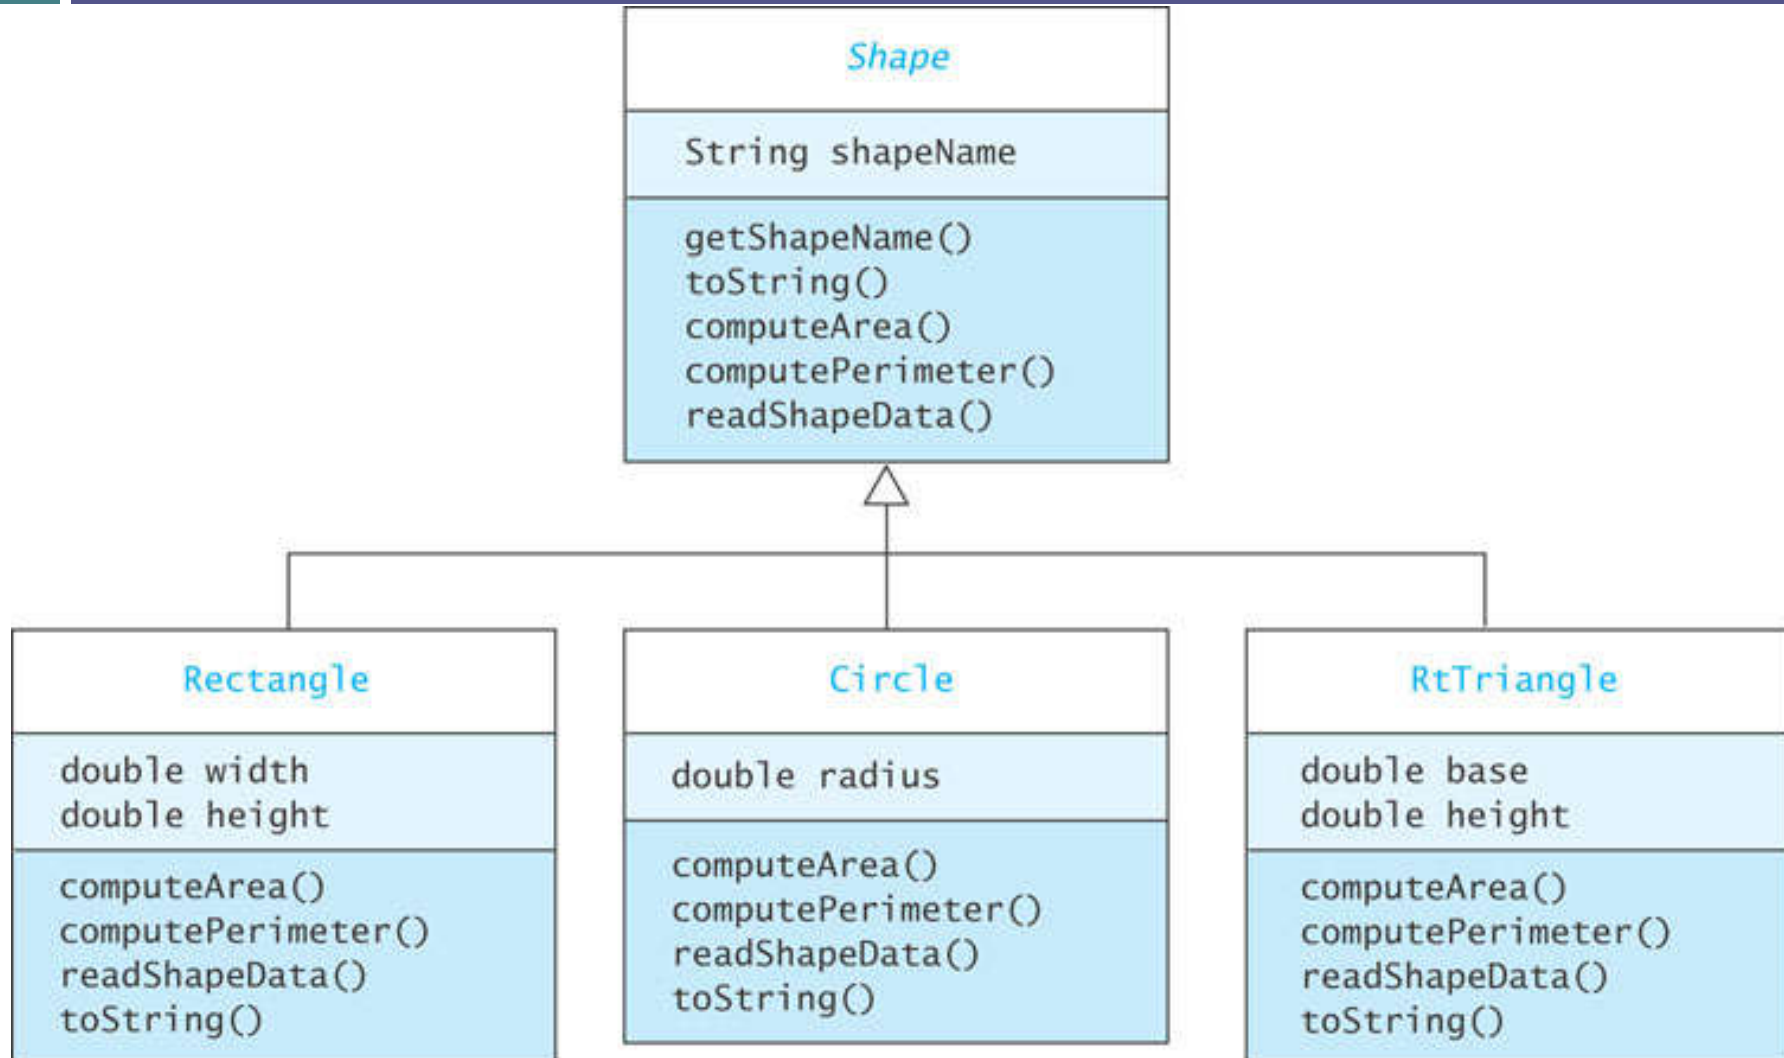 Shape
String shapeName
getShapeName()
toString()
computeArea()
computePerimeter()
readShapeData()
Rectangle
double width
double height
computeArea()
computePerimeter()
readShapeData()
toString()
Circle
double radius
computeArea()
computePerimeter()
readShapeData()
toString()
RtTriangle
double base
double height
computeArea()
computePerimeter()
readShapeData()
toString()